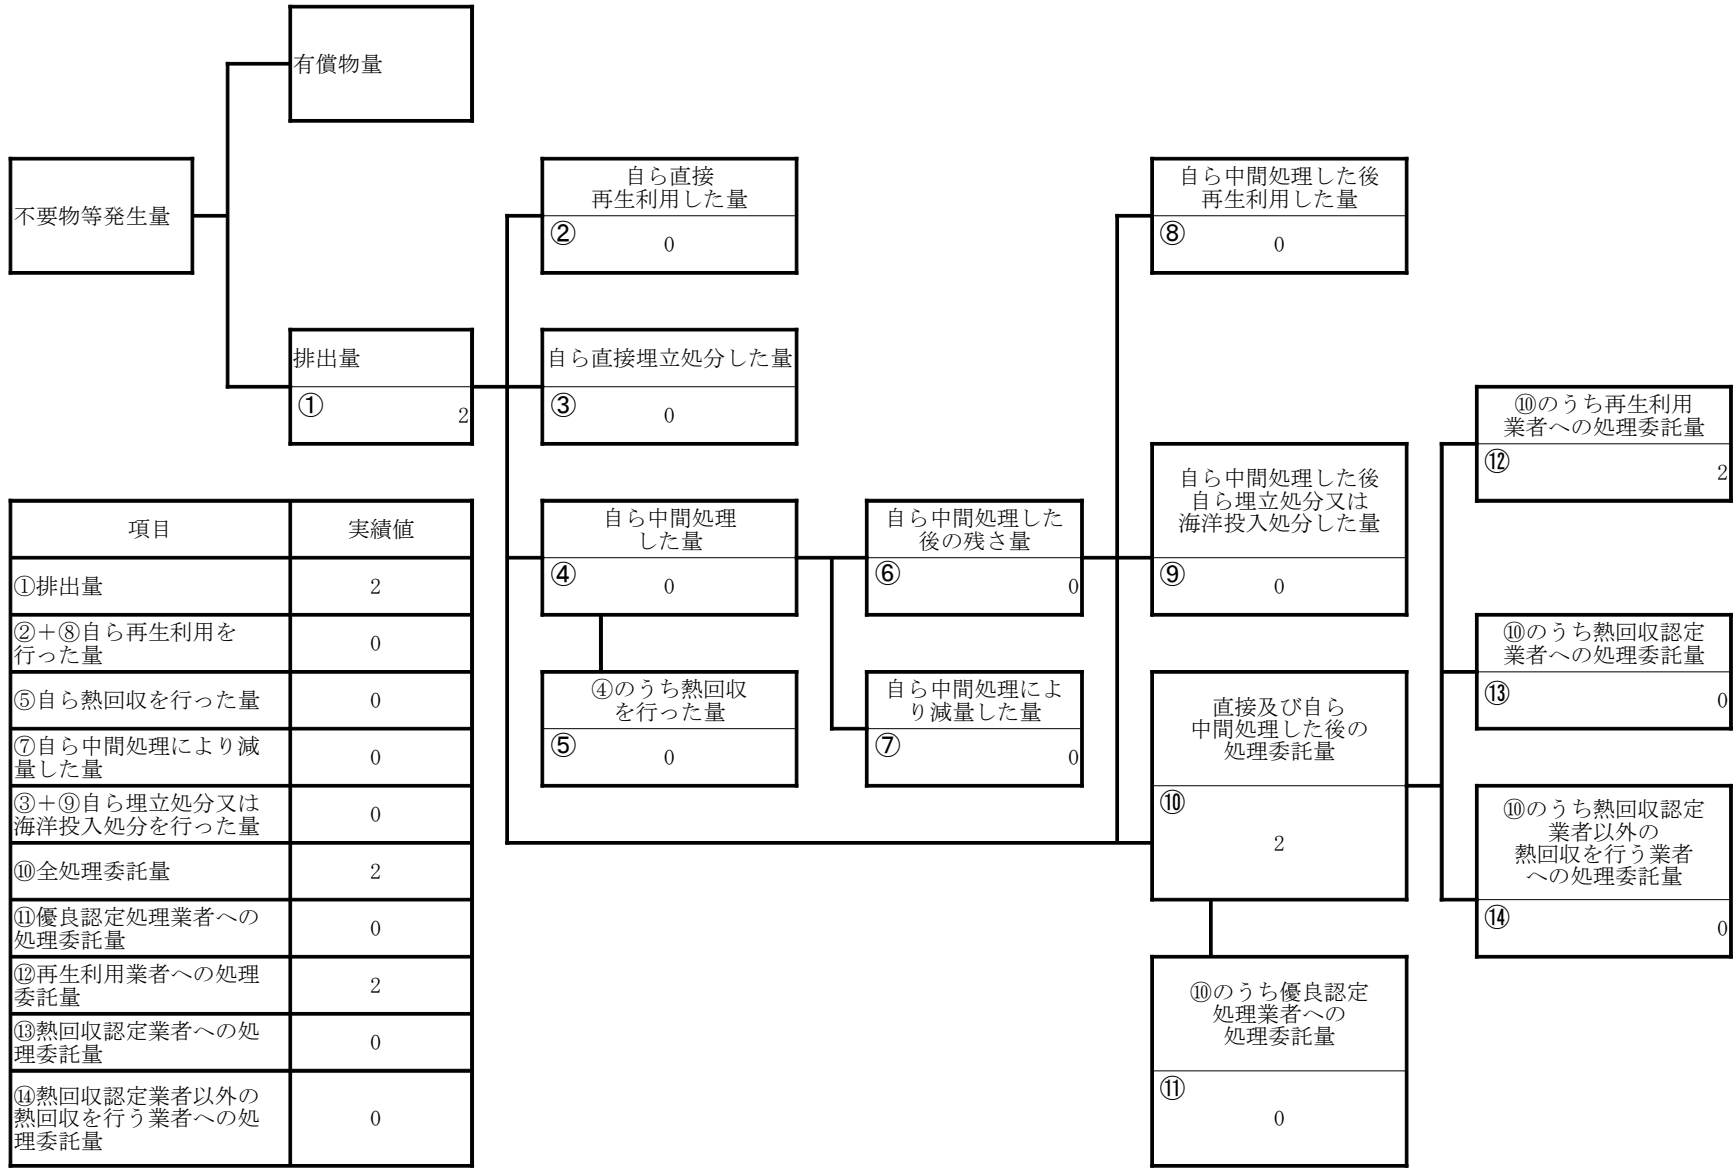 有償物量
不要物等発生量
自ら直接
再生利用した量
②
0
自ら中間処理した後
再生利用した量
⑧
0
排出量
①
2
自ら直接埋立処分した量
③
0
⑩のうち再生利用
業者への処理委託量
⑫
2
自ら中間処理した後
自ら埋立処分又は
海洋投入処分した量
⑨
0
自ら中間処理
した量
④
0
自ら中間処理した
後の残さ量
⑥
0
⑩のうち熱回収認定
業者への処理委託量
⑬
0
④のうち熱回収
を行った量
⑤
0
自ら中間処理によ
り減量した量
⑦
0
直接及び自ら
中間処理した後の
処理委託量
⑩
2
⑩のうち熱回収認定
業者以外の
熱回収を行う業者
への処理委託量
⑭
0
⑩のうち優良認定
処理業者への
処理委託量
⑪
0
項目 実績値
①排出量 2
②+⑧自ら再生利用を
行った量 0
⑤自ら熱回収を行った量 0
⑦自ら中間処理により減
量した量 0
③+⑨自ら埋立処分又は
海洋投入処分を行った量 0
⑩全処理委託量 2
⑪優良認定処理業者への
処理委託量 0
⑫再生利用業者への処理
委託量 2
⑬熱回収認定業者への処
理委託量 0
⑭熱回収認定業者以外の
熱回収を行う業者への処
理委託量 0